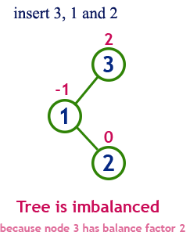 insert 3, 1 and 2
2
3
-1
1
0
2
Tree is imbalanced
because node 3 has balance factor 2